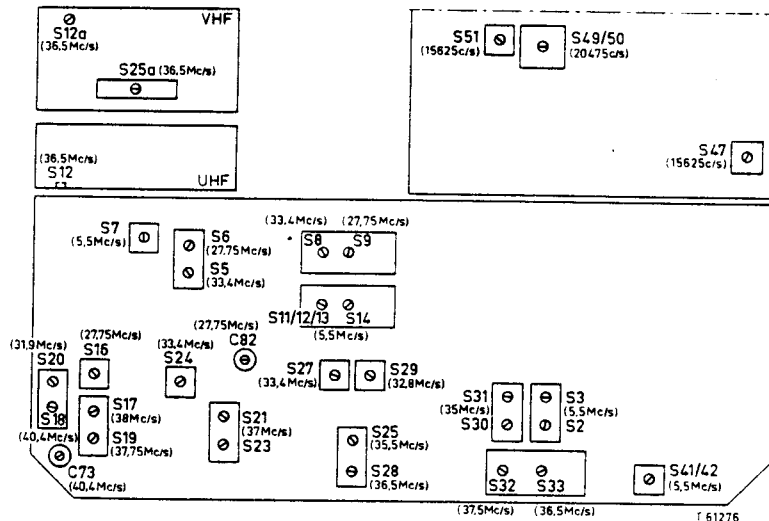 VHF
S12a
(36,5Mc/s)
S25a (36,5Mc/s)
S51
(15625c/s)
S49/50
(20475c/s)
(36,5Mc/s)
S12
UHF
S47
(15625c/s)
S7
(5,5Mc/s)
S6
(27,75Mc/s)
S5
(33,4Mc/s)
(33,4Mc/s) (27,75Mc/s)
S8 S9
S11/12/13 S14
(5,5Mc/s)
(31,9Mc/s)
S20
(27,75Mc/s)
S16
(33,4Mc/s)
S24
(27,75Mc/s)
C82
S27
(33,4Mc/s)
S29
(32,8Mc/s)
S18
(40,4Mc/s)
S17
(38Mc/s)
S19
(37,75Mc/s)
S21
(37Mc/s)
S23
S31
(35Mc/s)
S30
S3
(5,5Mc/s)
S2
S25
(35,5Mc/s)
S28
(36,5Mc/s)
C73
(40,4Mc/s)
S32 S33
(37,5Mc/s) (36,5Mc/s)
S41/42
(5,5Mc/s)
61276